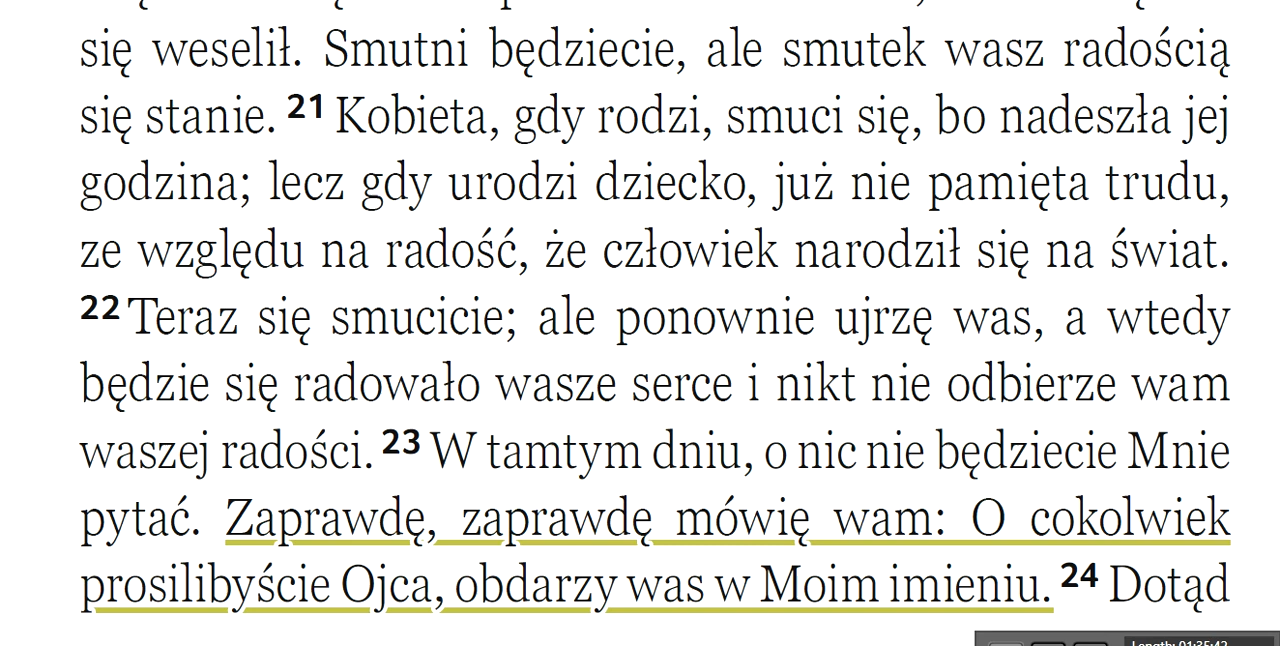 się weselił. Smutni będziecie, ale smutek wasz radością
się stanie. 21 Kobieta, gdy rodzi, smuci się, bo nadeszła jej
godzina; lecz gdy urodzi dziecko, już nie pamięta trudu,
ze względu na radość, że człowiek narodził się na świat.
22 Teraz się smucicie; ale ponownie ujrzę was, a wtedy
będzie się radowało wasze serce i nikt nie odbierze wam
waszej radości. 23 W tamtym dniu, o nic nie będziecie Mnie
pytać. Zaprawdę, zaprawdę mówię wam: O cokolwiek
prosilibyście Ojca, obdarzy was w Moim imieniu. 24 Dotąd
Length: 01:35:42